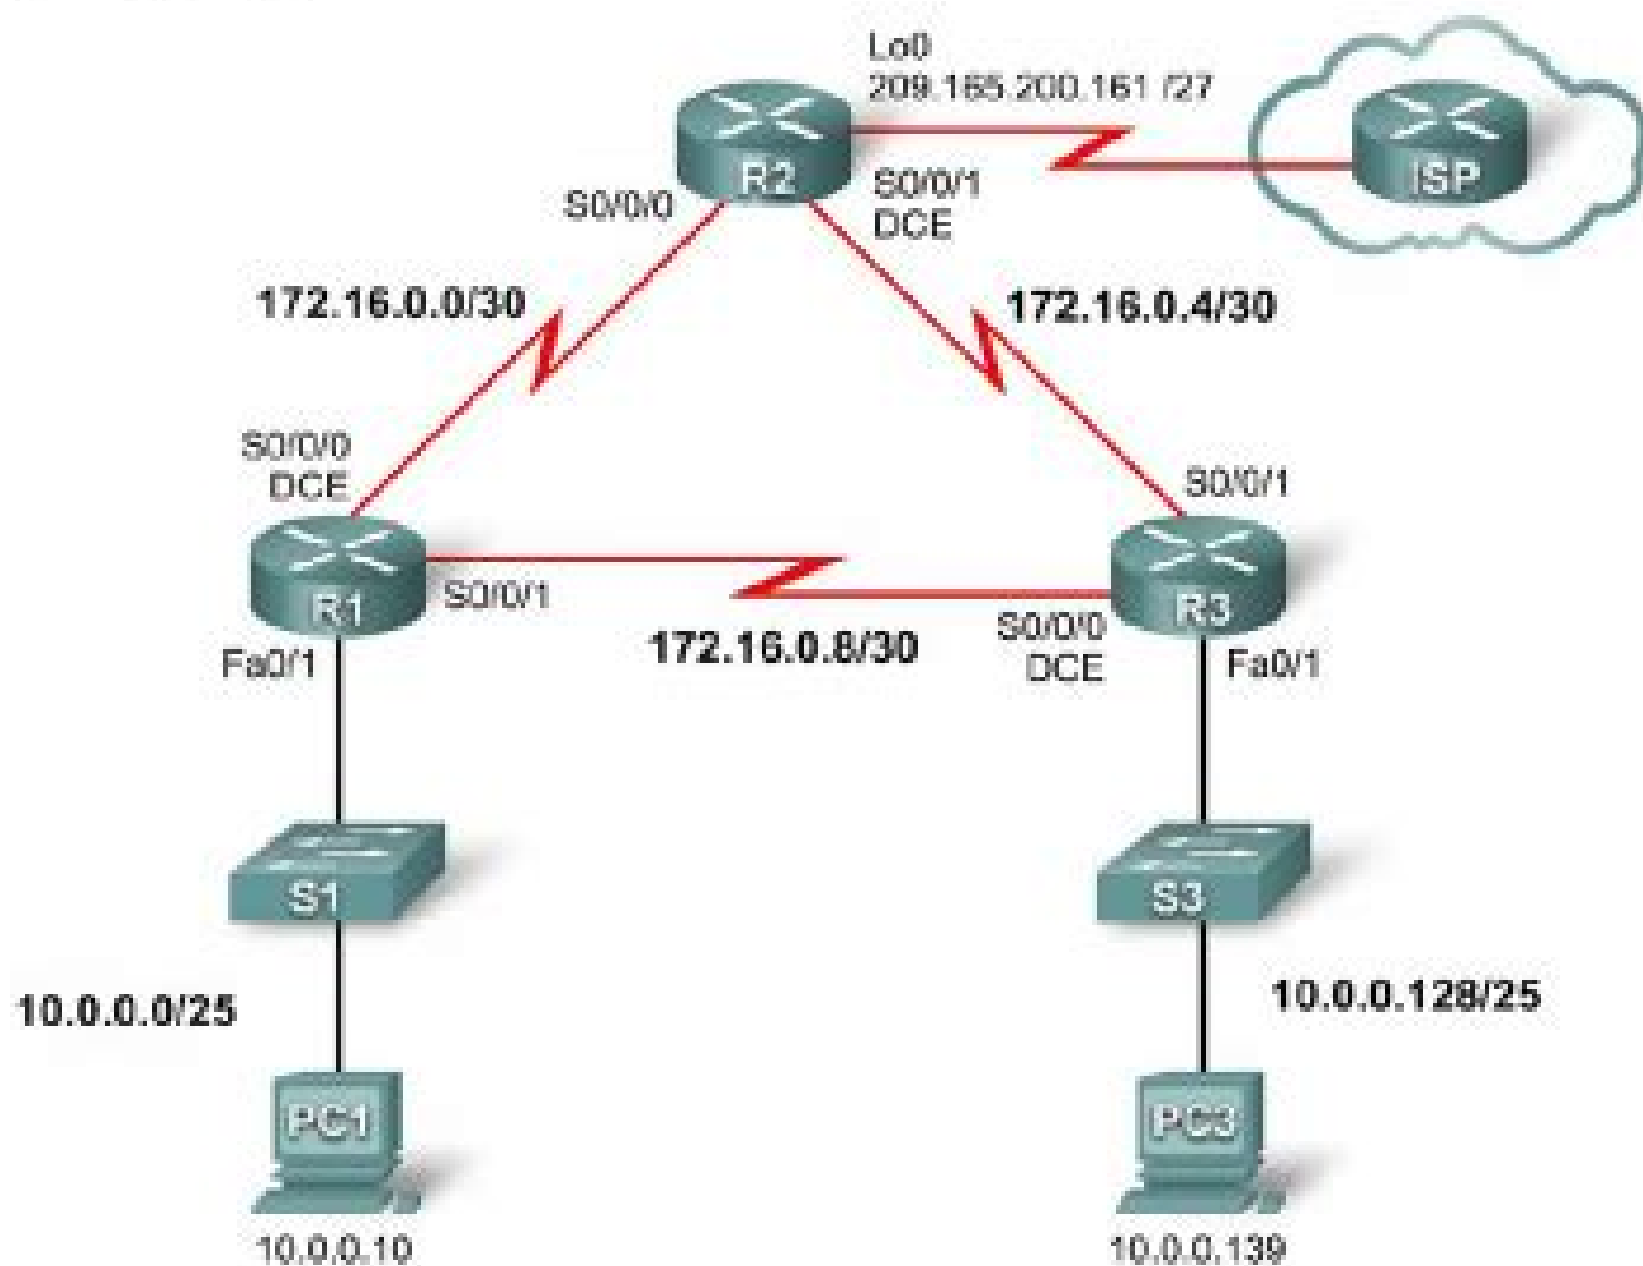 Lo0
209.165.200.161 /27
R2
ISP
S0/0/0
S0/0/1
DCE
172.16.0.0/30
172.16.0.4/30
S0/0/0
DCE
S0/0/1
R1
S0/0/1
R3
172.16.0.8/30
S0/0/0
DCE
Fa0/1
Fa0/1
S1
S3
10.0.0.0/25
10.0.0.128/25
PC1
PC3
10.0.0.10
10.0.0.139